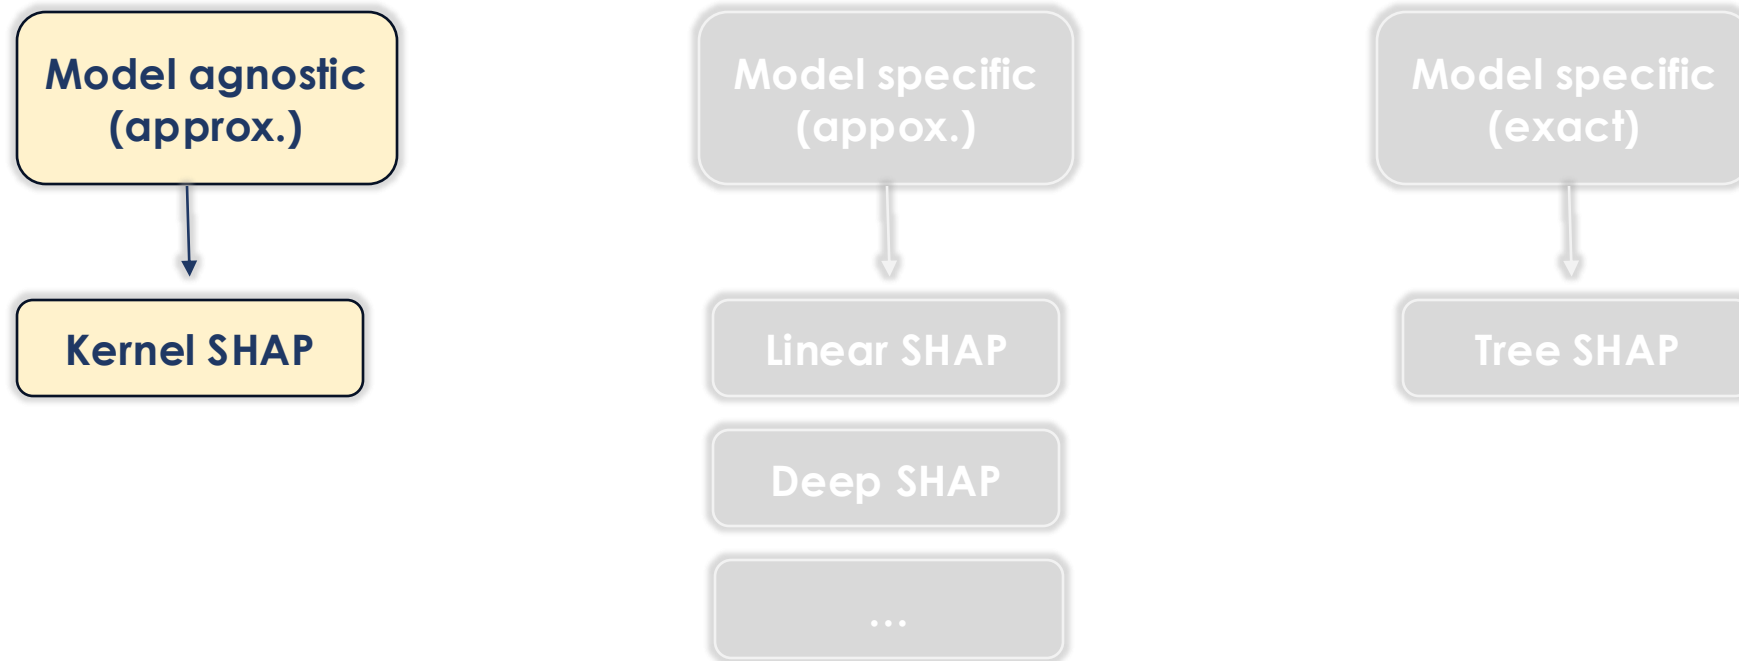 Model agnostic
(approx.)
Kernel SHAP
Model specific
(appox.)
Linear SHAP
Deep SHAP
...
Model specific
(exact)
Tree SHAP